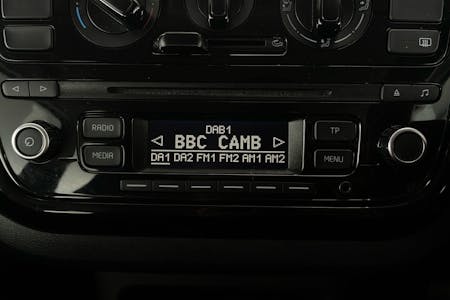 DAB1
BBC CAMB
DA1 DA2 FM1 FM2 AM1 AM2
RADIO
MEDIA
TP
MENU